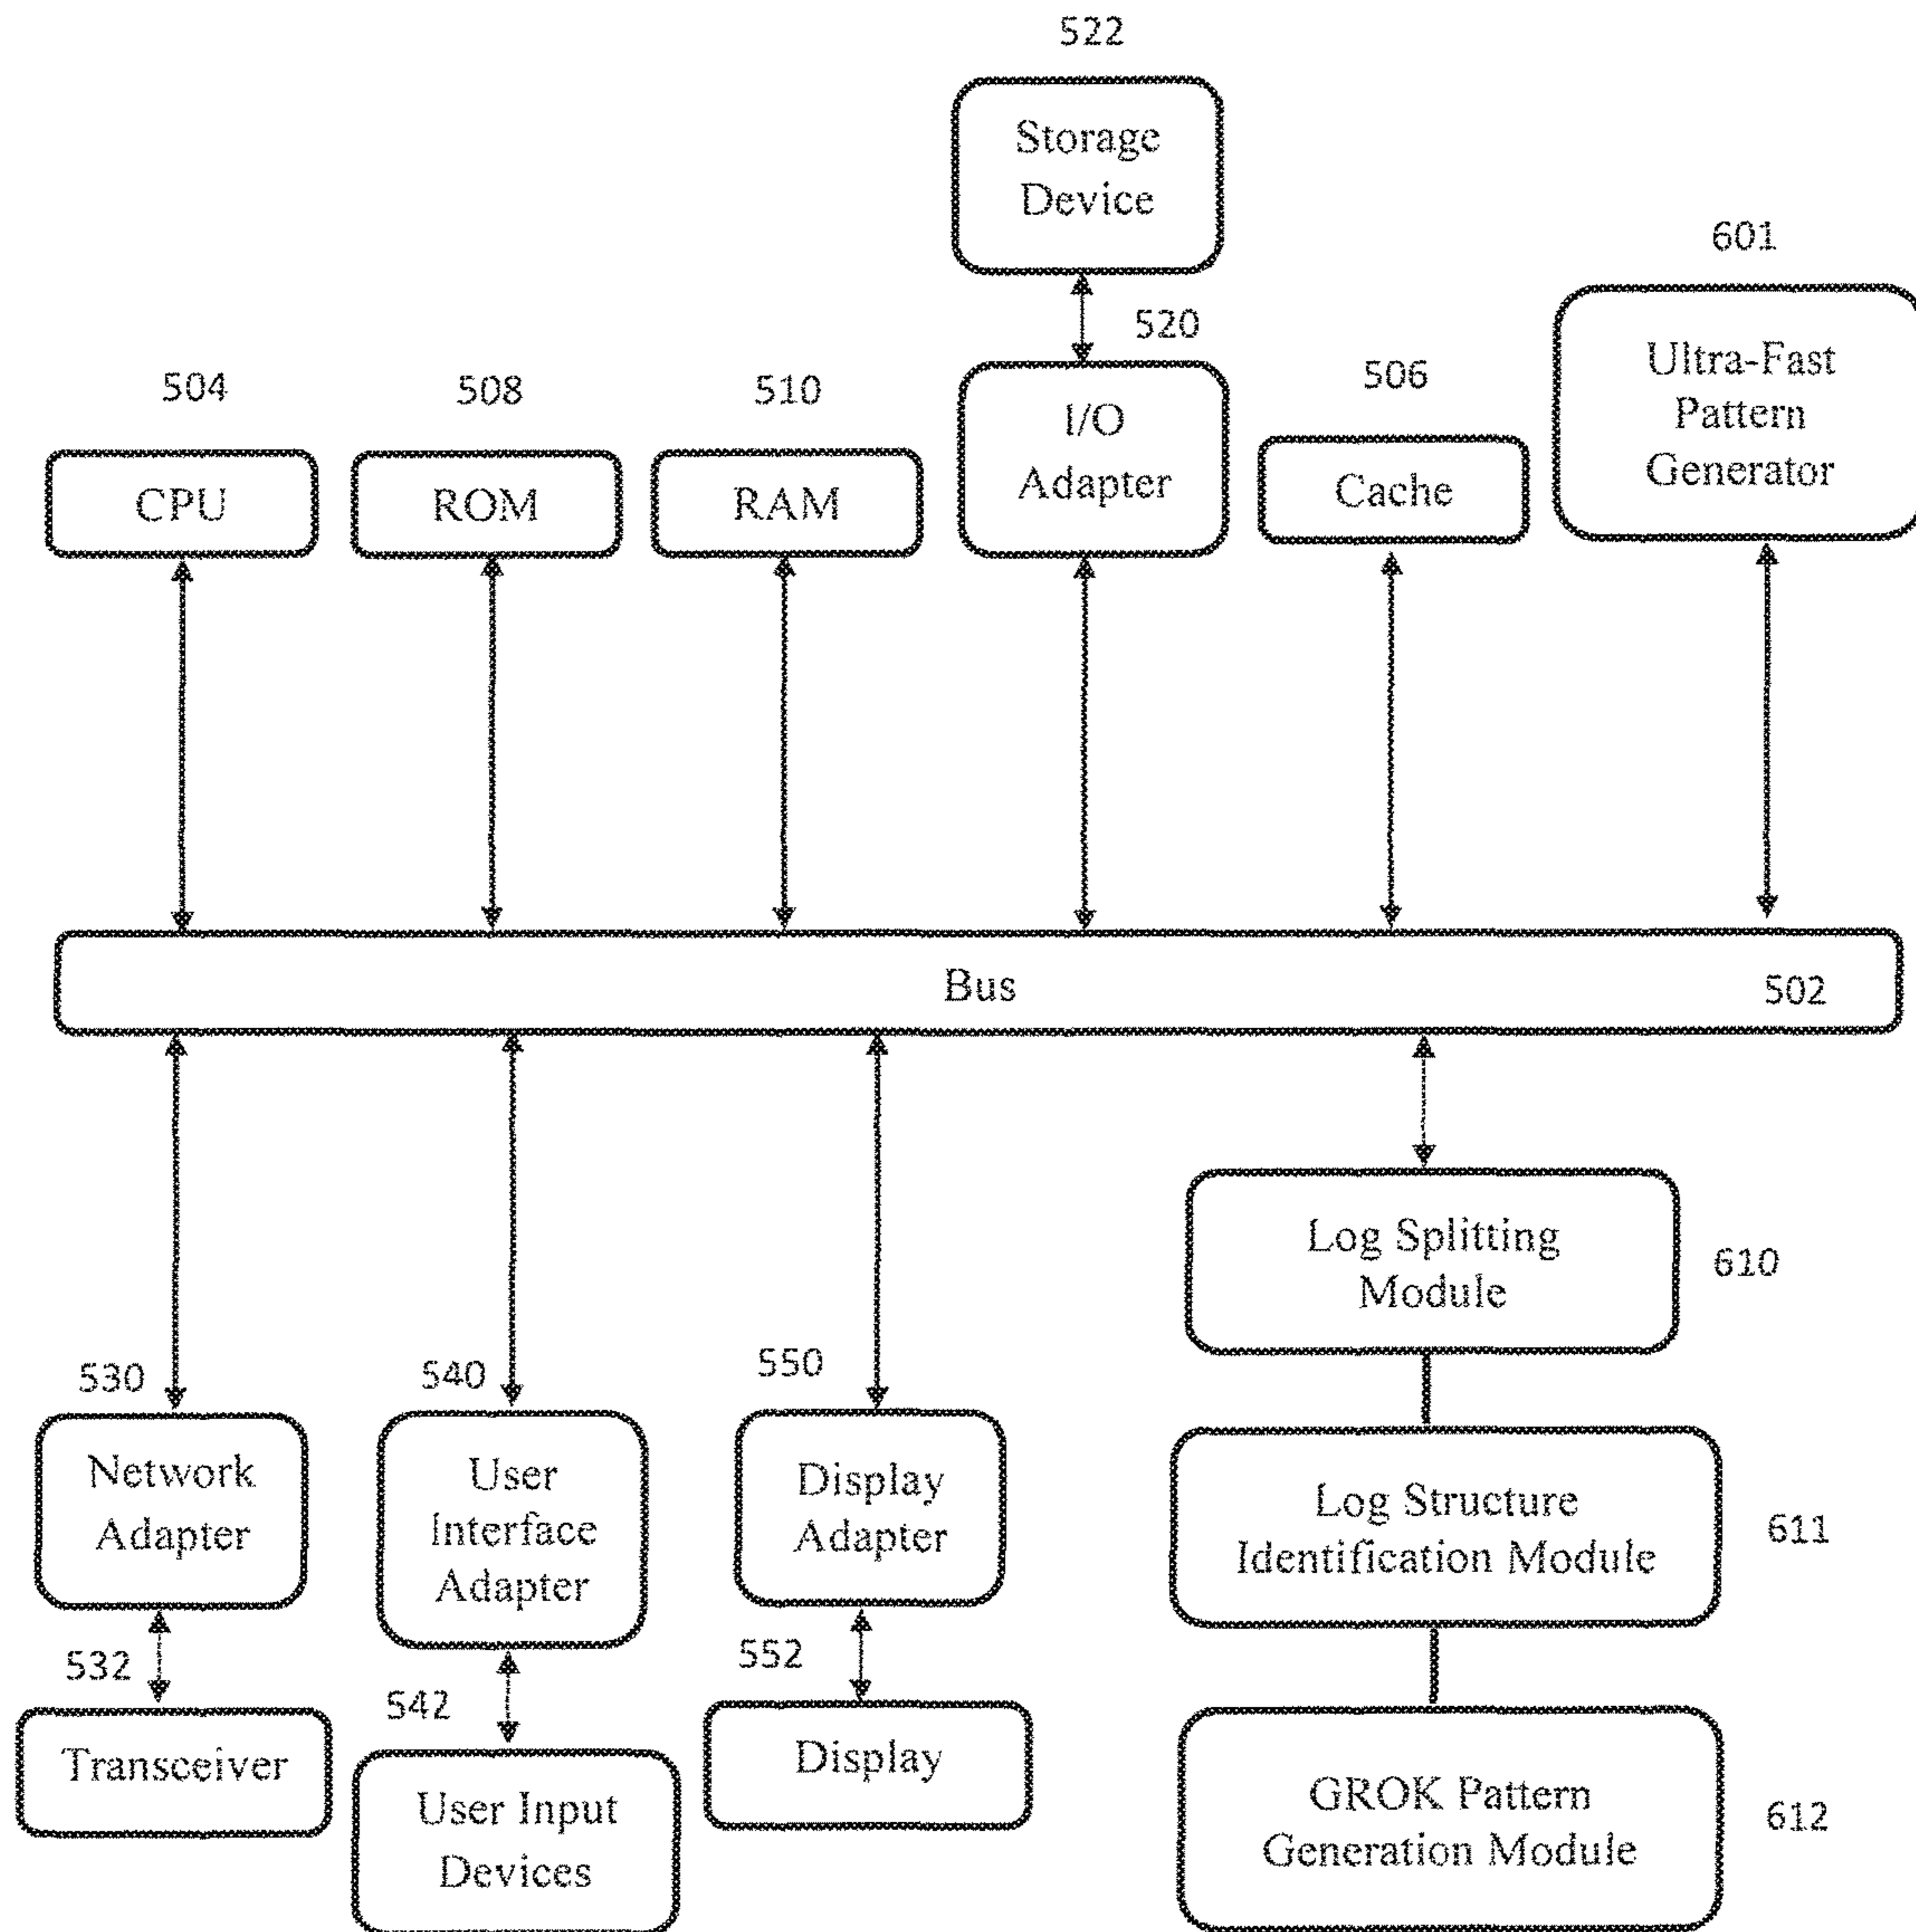 522
Storage
Device
601
520
504
508
510
I/O
Adapter
506
Ultra-Fast
Pattern
Generator
CPU
ROM
RAM
Cache
Bus
502
Log Splitting
Module
610
530
540
550
Network
Adapter
User
Interface
Adapter
Display
Adapter
Log Structure
Identification Module
611
532
542
552
Transceiver
User Input
Devices
Display
GROK Pattern
Generation Module
612